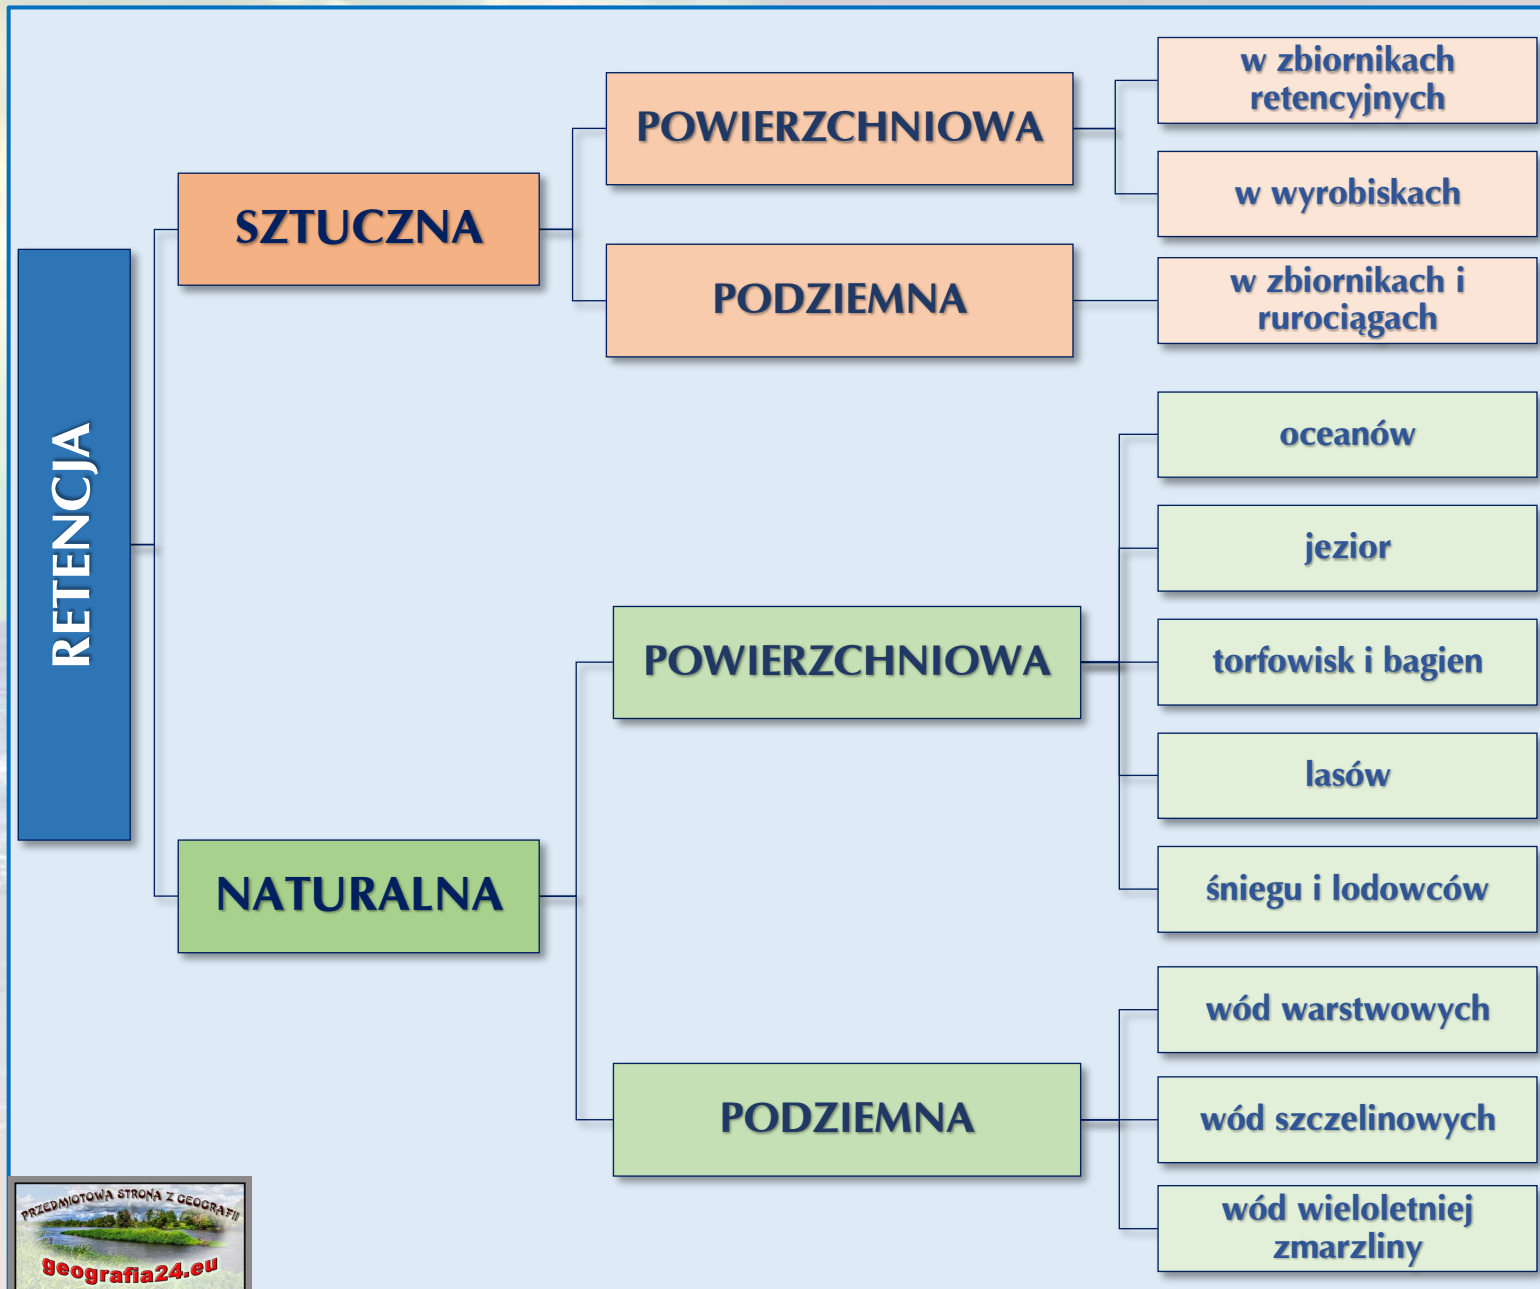 RETENCJA
SZTUCZNA
POWIERZCHNIOWA
w zbiornikach
retencyjnych
w wyrobiskach
PODZIEMNA
w zbiornikach i
rurociągach
NATURALNA
POWIERZCHNIOWA
oceanów
jezior
torfowisk i bagien
lasów
śniegu i lodowców
PODZIEMNA
wód warstwowych
wód szczelinowych
wód wieloletniej
zmarzliny
PRZEDMIOTOWA STRONA Z GEOGRAFII
geografia24.eu